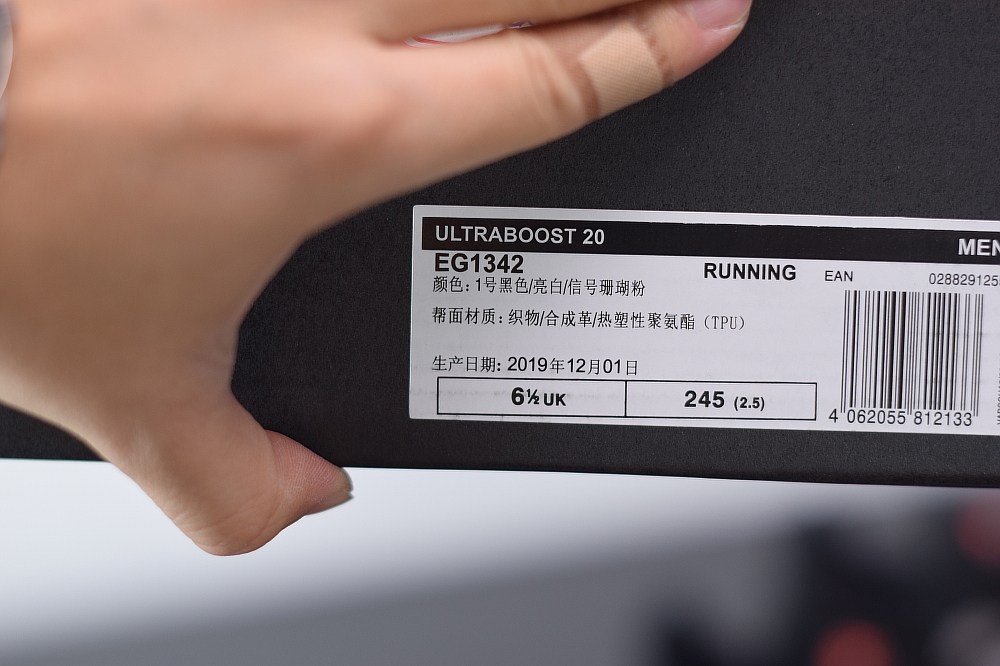 ULTRABOOST 20 MEN
EG1342 RUNNING EAN 028829125
颜色: 1号黑色/亮白/信号珊瑚粉
帮面材质: 织物/合成革/热塑性聚氨酯（TPU）
生产日期: 2019年12月01日
6½ UK 245 (2.5)
4 062055 812133